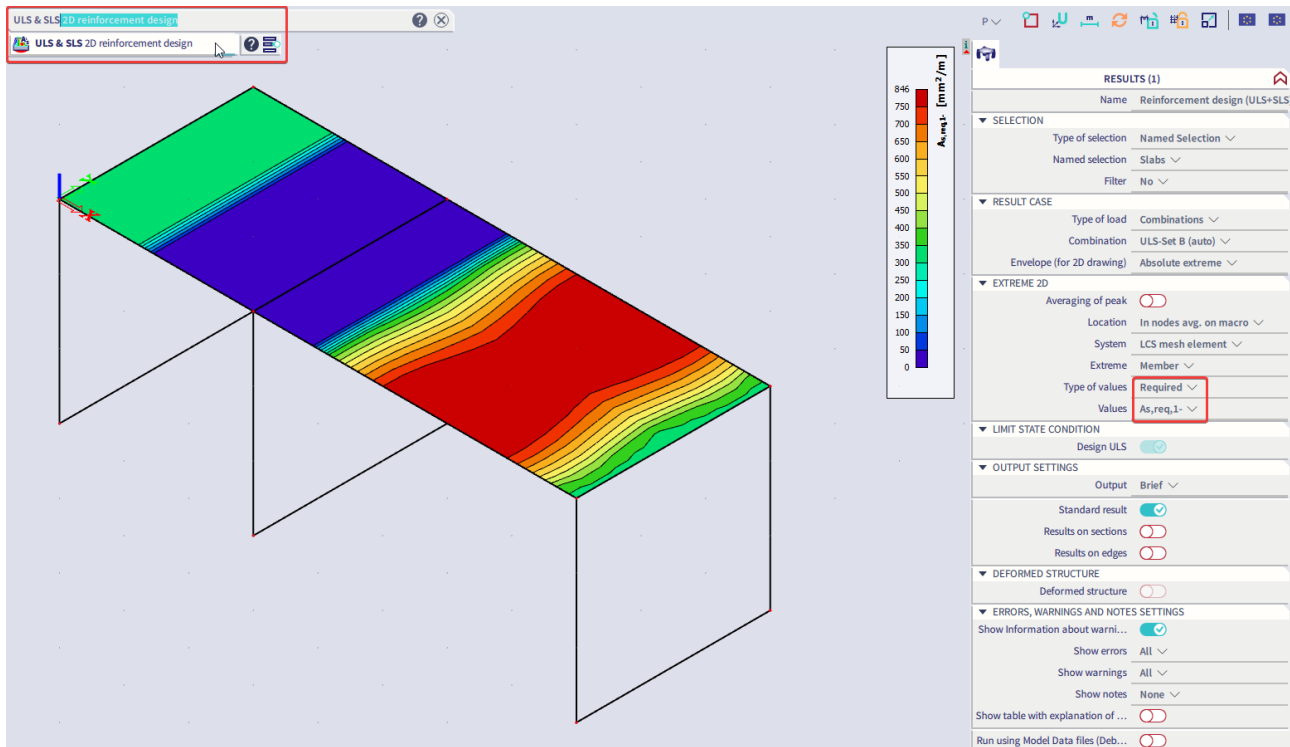 ULS & SLS 2D reinforcement design
ULS & SLS 2D reinforcement design
P
RESULTS (1)
Name Reinforcement design (ULS+SLS
SELECTION
Type of selection Named Selection
Named selection Slabs
Filter No
RESULT CASE
Type of load Combinations
Combination ULS-Set B (auto)
Envelope (for 2D drawing) Absolute extreme
EXTREME 2D
Averaging of peak
Location In nodes avg. on macro
System LCS mesh element
Extreme Member
Type of values Required
Values As,req,1-
LIMIT STATE CONDITION
Design ULS
OUTPUT SETTINGS
Output Brief
Standard result
Results on sections
Results on edges
DEFORMED STRUCTURE
Deformed structure
ERRORS, WARNINGS AND NOTES SETTINGS
Show Information about warni...
Show errors All
Show warnings All
Show notes None
Show table with explanation of ...
Run using Model Data files (Deb...
As,req,1- [mm²/m]
846
750
700
650
600
550
500
450
400
350
300
250
200
150
100
50
0